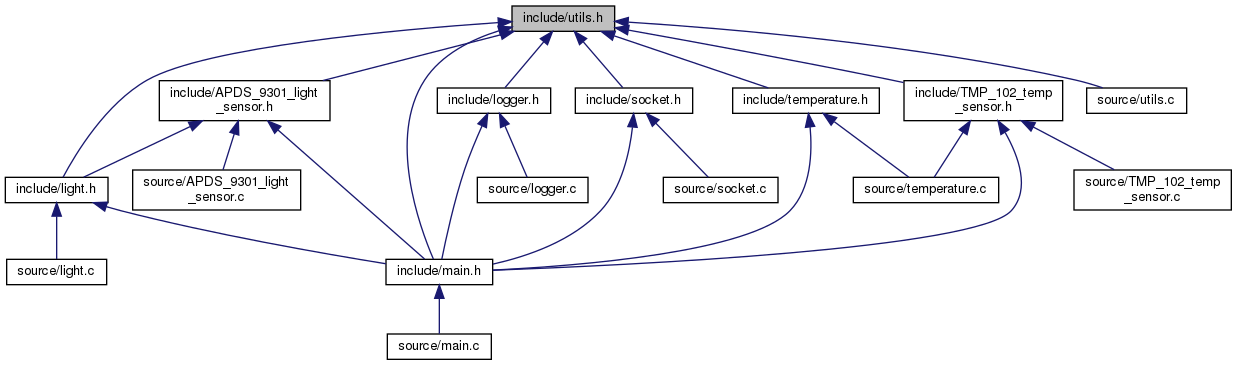 include/utils.h
include/APDS_9301_light
_sensor.h
include/logger.h
include/socket.h
include/temperature.h
include/TMP_102_temp
_sensor.h
source/utils.c
include/light.h
source/APDS_9301_light
_sensor.c
source/logger.c
source/socket.c
source/temperature.c
source/TMP_102_temp
_sensor.c
source/light.c
include/main.h
source/main.c